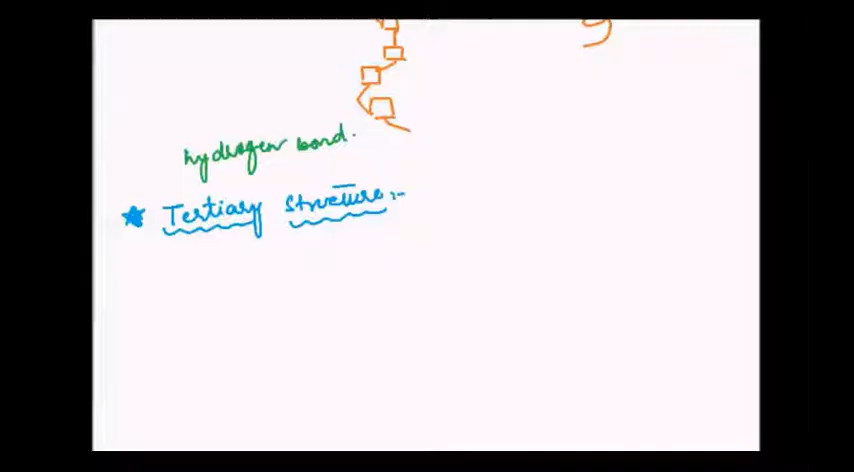 hydrogen bond.
★ Tertiary Structure :-